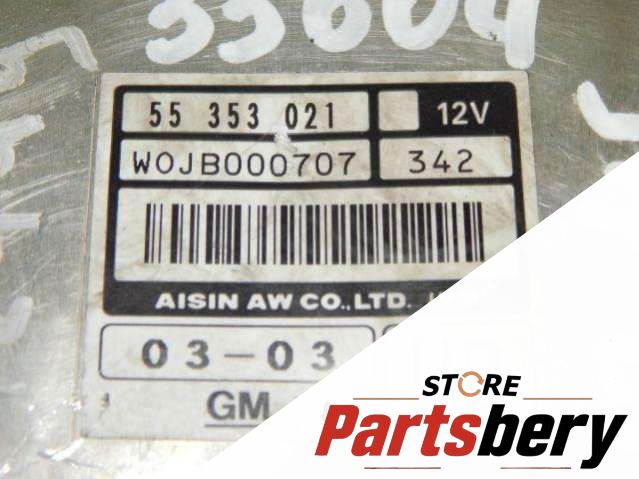 55 353 021 12V
W0JB000707 342
AISIN AW CO.,LTD.
03-03
GM
STORE
Partsbery